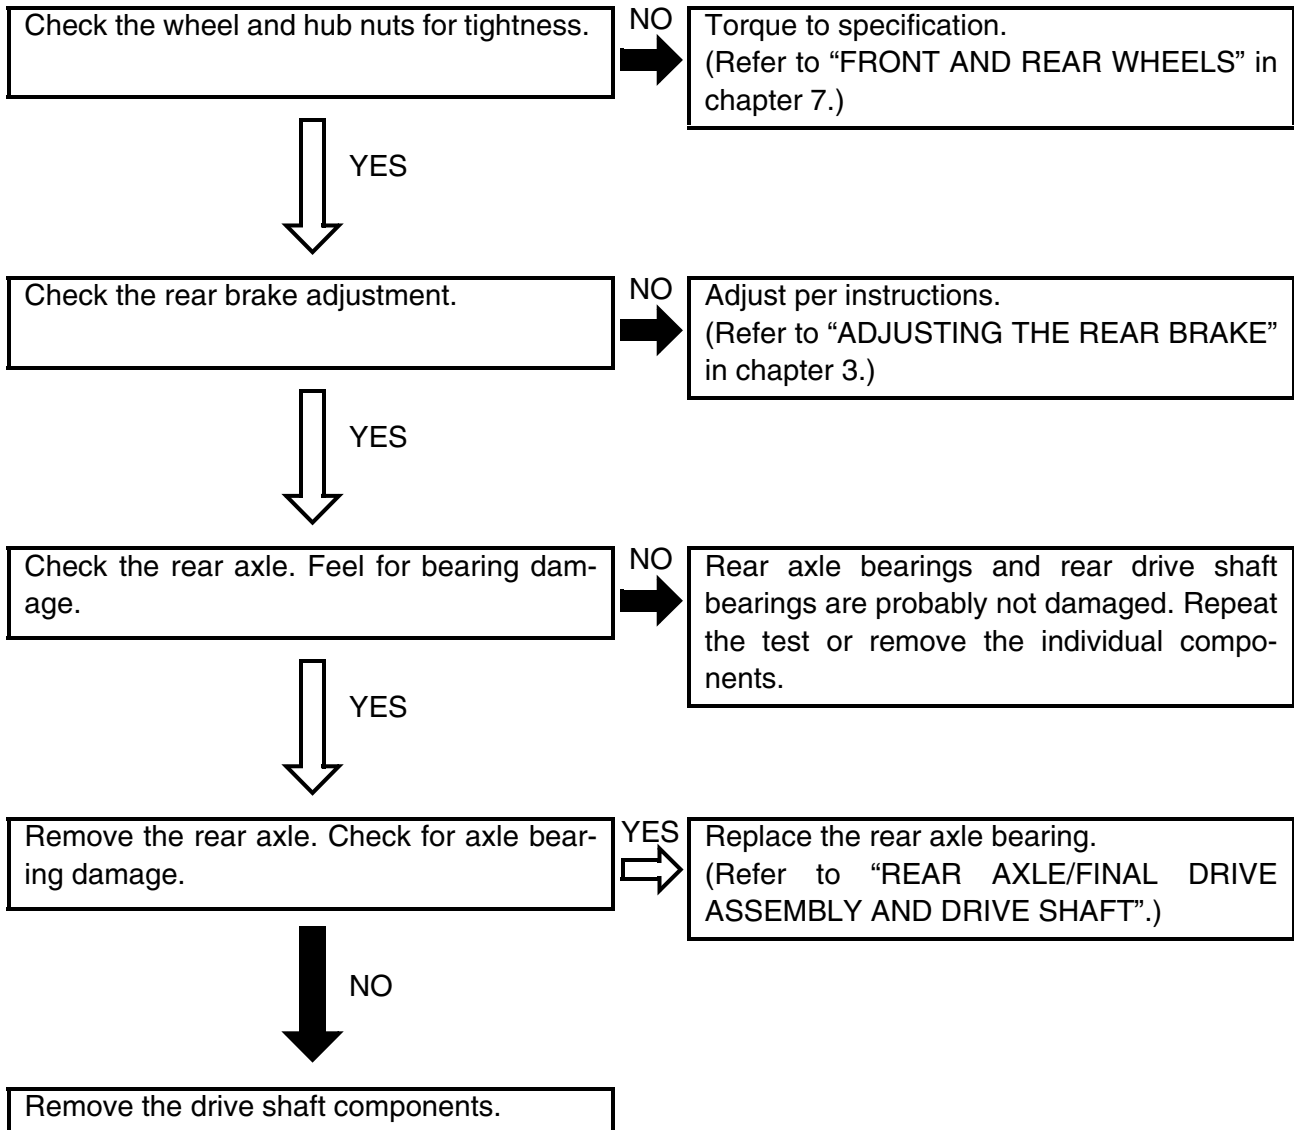 Check the wheel and hub nuts for tightness.
NO
Torque to specification.
(Refer to “FRONT AND REAR WHEELS” in
chapter 7.)
YES
Check the rear brake adjustment.
NO
Adjust per instructions.
(Refer to “ADJUSTING THE REAR BRAKE”
in chapter 3.)
YES
Check the rear axle. Feel for bearing dam-
age.
NO
Rear axle bearings and rear drive shaft
bearings are probably not damaged. Repeat
the test or remove the individual compo-
nents.
YES
Remove the rear axle. Check for axle bear-
ing damage.
YES
Replace the rear axle bearing.
(Refer to “REAR AXLE/FINAL DRIVE
ASSEMBLY AND DRIVE SHAFT”.)
NO
Remove the drive shaft components.